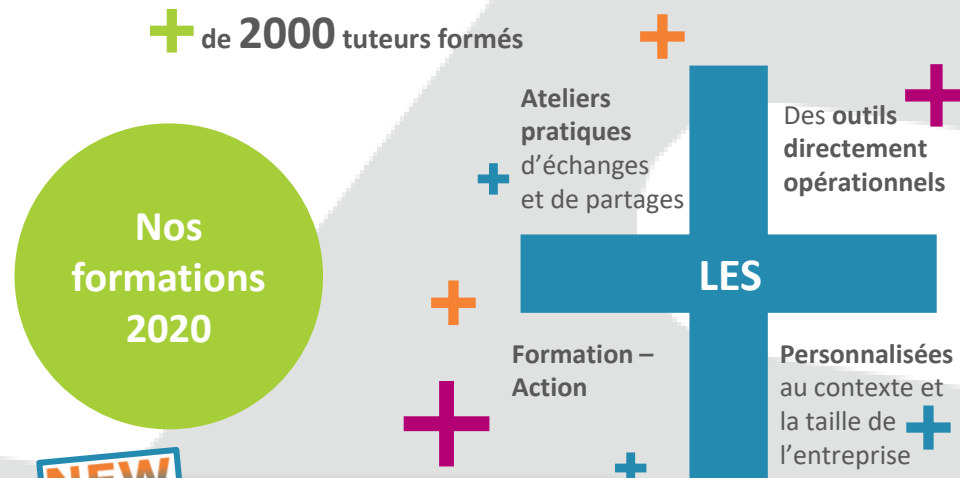 + de 2000 tuteurs formés
Nos
formations
2020
Ateliers
pratiques
d'échanges
et de partages
Des outils
directement
opérationnels
LES
Formation –
Action
Personnalisées
au contexte et
la taille de
l'entreprise
NEW